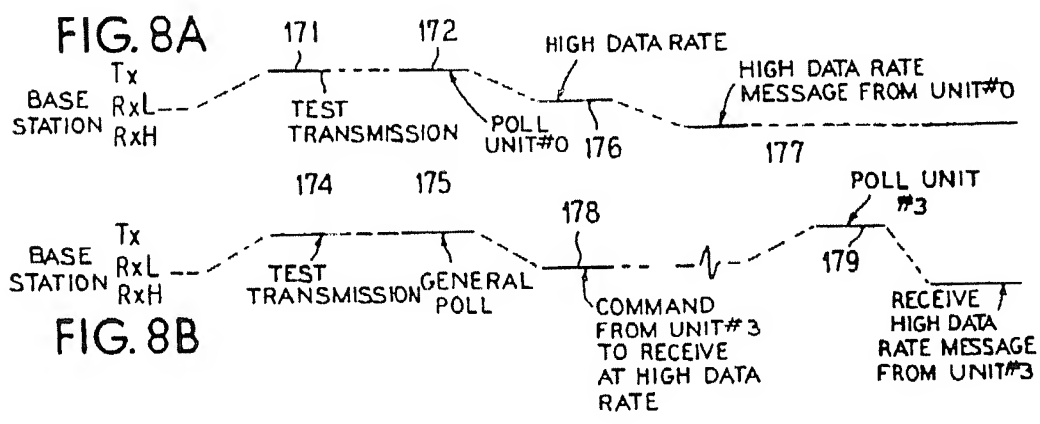 FIG. 8A
171
172
HIGH DATA RATE
BASE
STATION
Tx
RxL
RxH
TEST
TRANSMISSION
POLL
UNIT#0
176
HIGH DATA RATE
MESSAGE FROM UNIT#0
177
174
175
178
POLL UNIT
#3
179
BASE
STATION
Tx
RxL
RxH
TEST
TRANSMISSION
GENERAL
POLL
COMMAND
FROM UNIT#3
TO RECEIVE
AT HIGH DATA
RATE
RECEIVE
HIGH DATA
RATE MESSAGE
FROM UNIT#3
FIG. 8B